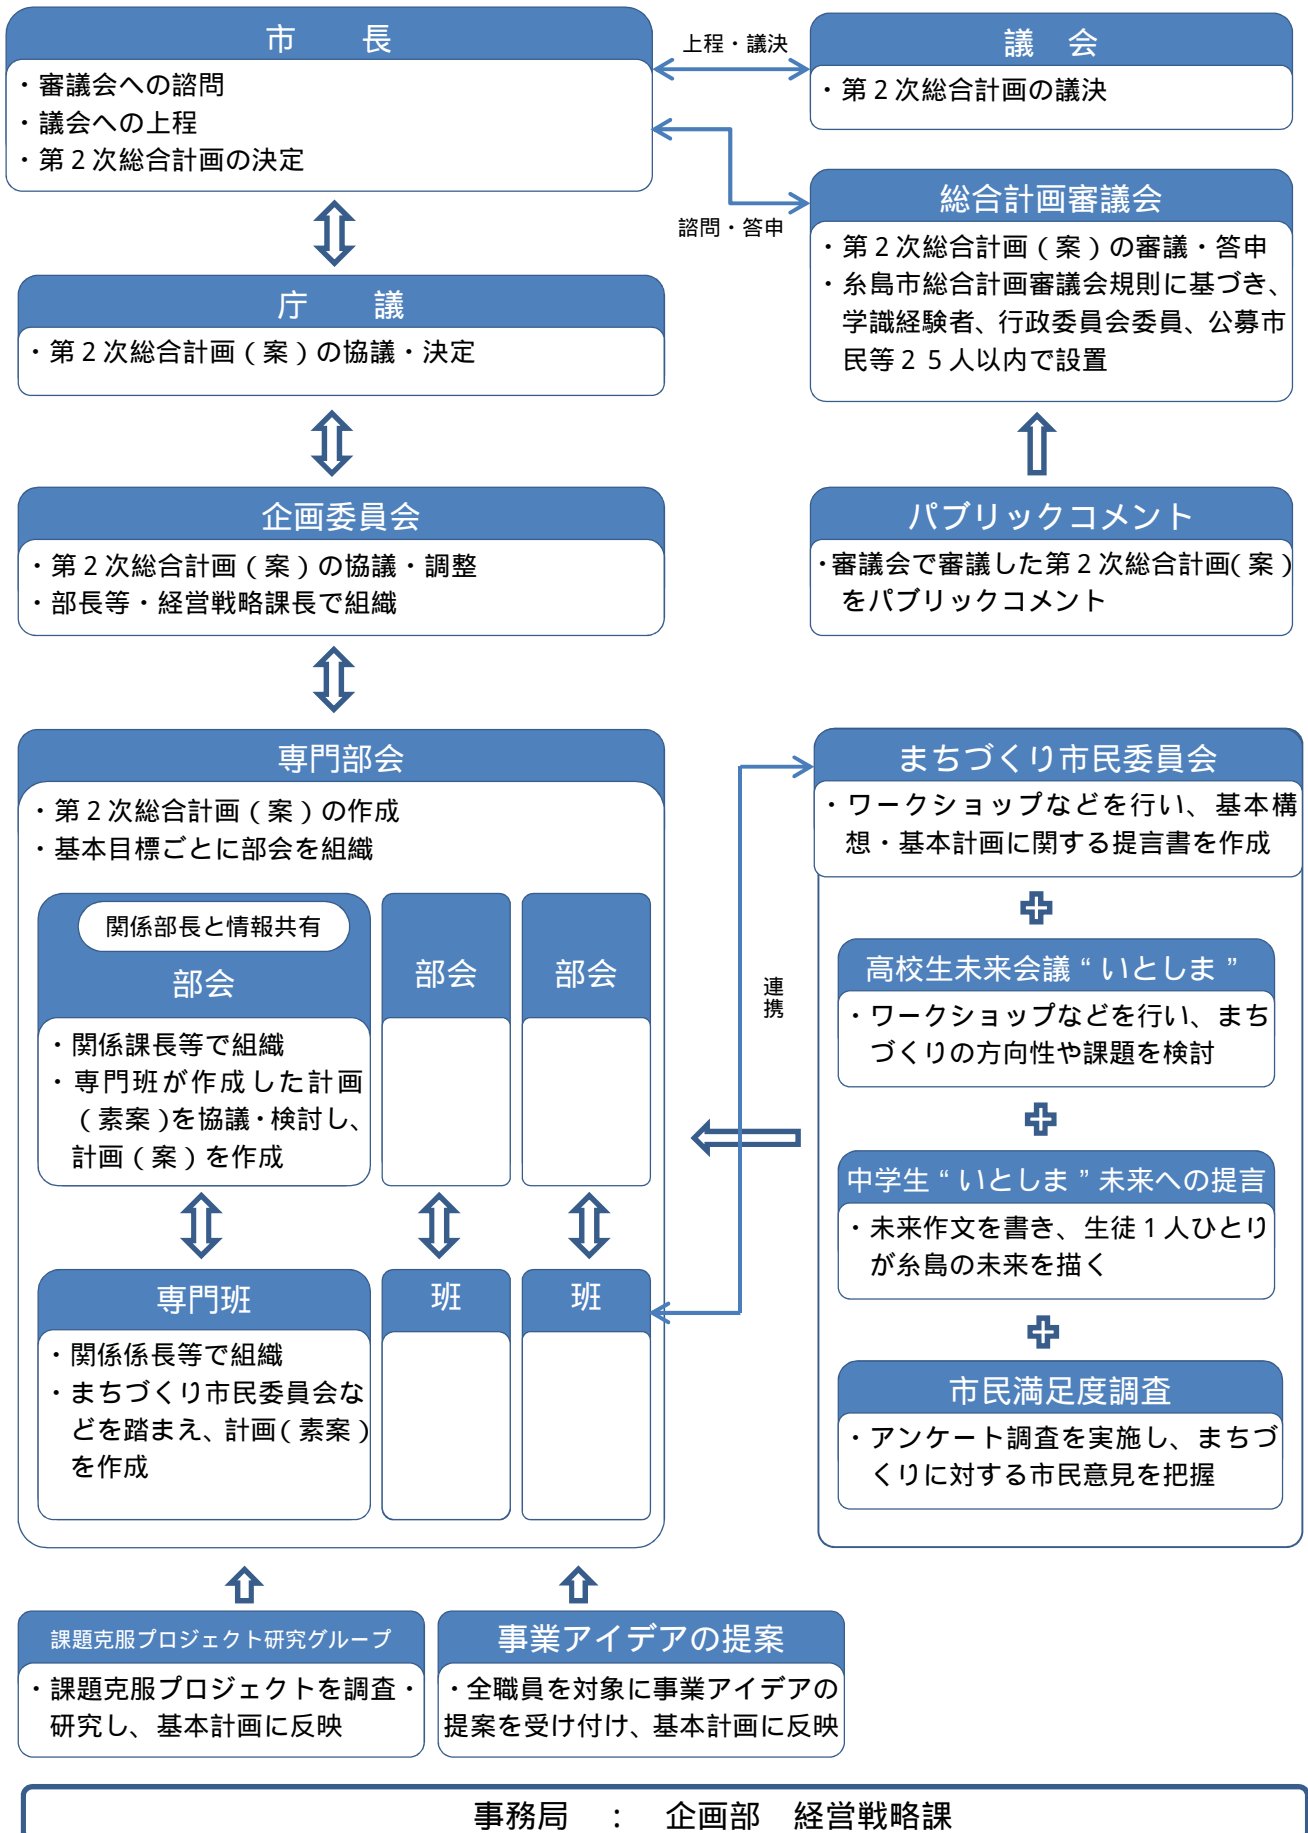 市　　長
・審議会への諮問
・議会への上程
・第２次総合計画の決定
上程・議決
議　会
・第２次総合計画の議決
諮問・答申
総合計画審議会
・第２次総合計画（案）の審議・答申
・糸島市総合計画審議会規則に基づき、
学識経験者、行政委員会委員、公募市
民等２５人以内で設置
庁　　議
・第２次総合計画（案）の協議・決定
企画委員会
・第２次総合計画（案）の協議・調整
・部長等・経営戦略課長で組織
パブリックコメント
・審議会で審議した第２次総合計画（案）
をパブリックコメント
専門部会
・第２次総合計画（案）の作成
・基本目標ごとに部会を組織
関係部長と情報共有
部会
・関係課長等で組織
・専門班が作成した計画
（素案）を協議・検討し、
計画（案）を作成
部会
部会
専門班
・関係係長等で組織
・まちづくり市民委員会な
どを踏まえ、計画（素案）
を作成
班
班
連携
まちづくり市民委員会
・ワークショップなどを行い、基本構
想・基本計画に関する提言書を作成
高校生未来会議“いとしま”
・ワークショップなどを行い、まち
づくりの方向性や課題を検討
中学生“いとしま”未来への提言
・未来作文を書き、生徒１人ひとり
が糸島の未来を描く
市民満足度調査
・アンケート調査を実施し、まちづ
くりに対する市民意見を把握
課題克服プロジェクト研究グループ
・課題克服プロジェクトを調査・
研究し、基本計画に反映
事業アイデアの提案
・全職員を対象に事業アイデアの
提案を受け付け、基本計画に反映
事務局　：　企画部　経営戦略課